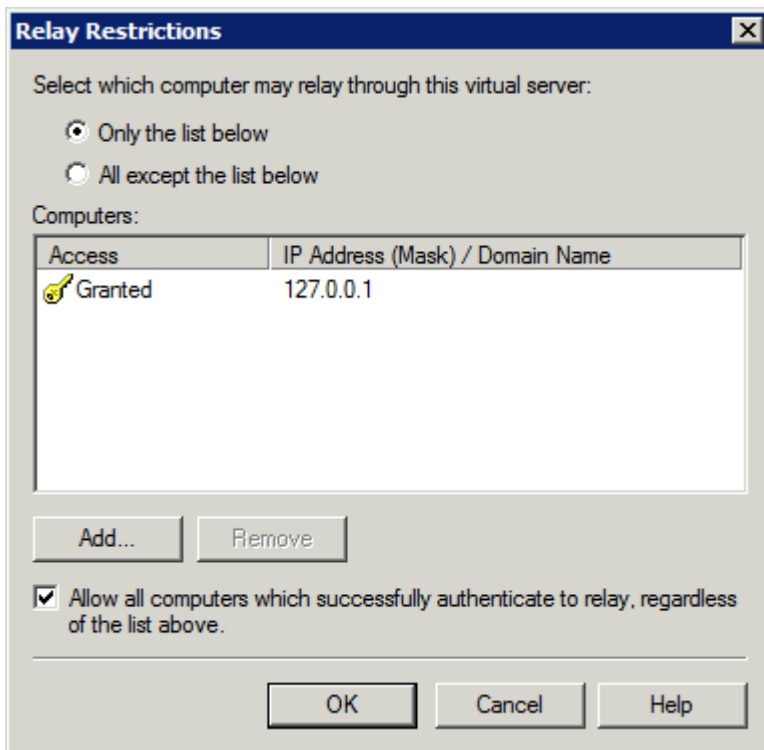 Relay Restrictions
Select which computer may relay through this virtual server:
Only the list below
All except the list below
Computers:
Access IP Address (Mask) / Domain Name
Granted 127.0.0.1
Add... Remove
Allow all computers which successfully authenticate to relay, regardless
of the list above.
OK Cancel Help